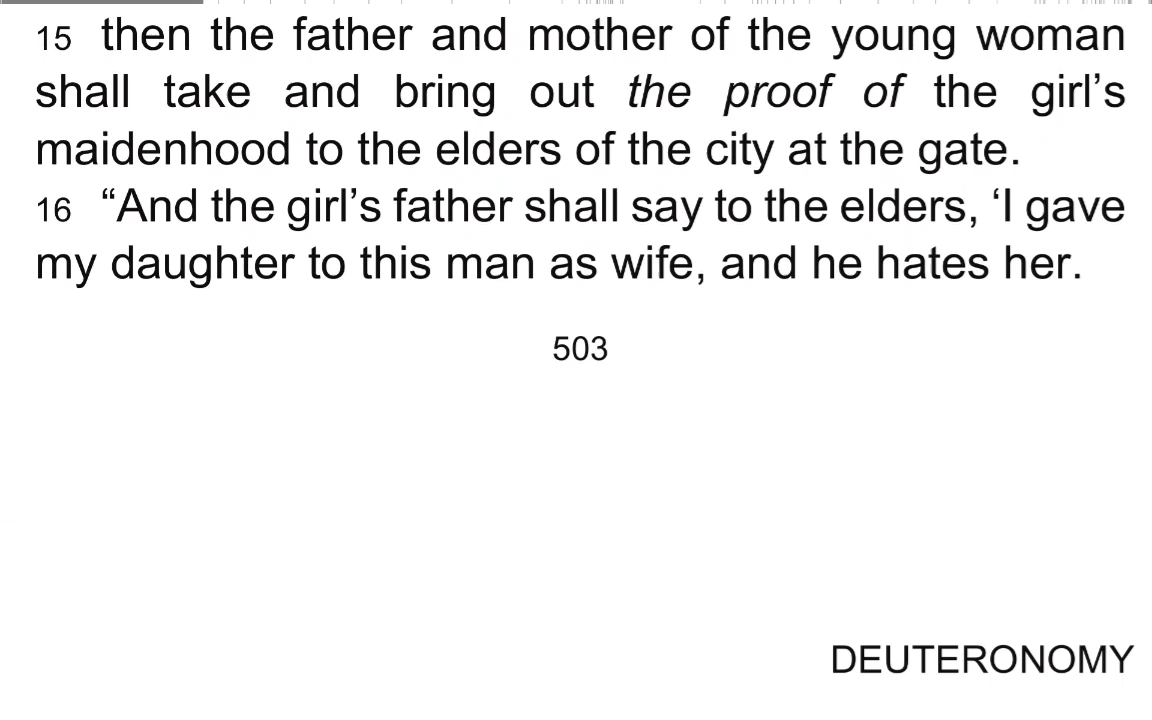 15 then the father and mother of the young woman
shall take and bring out the proof of the girl’s
maidenhood to the elders of the city at the gate.
16 “And the girl’s father shall say to the elders, ‘I gave
my daughter to this man as wife, and he hates her.
503
DEUTERONOMY